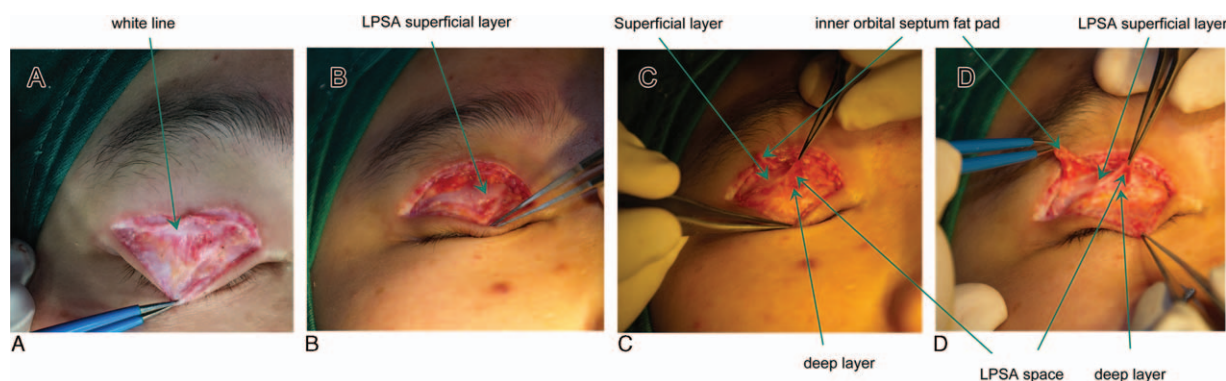 white line
LPSA superficial layer
Superficial layer
inner orbital septum fat pad
LPSA superficial layer
A
B
C
D
A
B
C
D
deep layer
LPSA space
deep layer